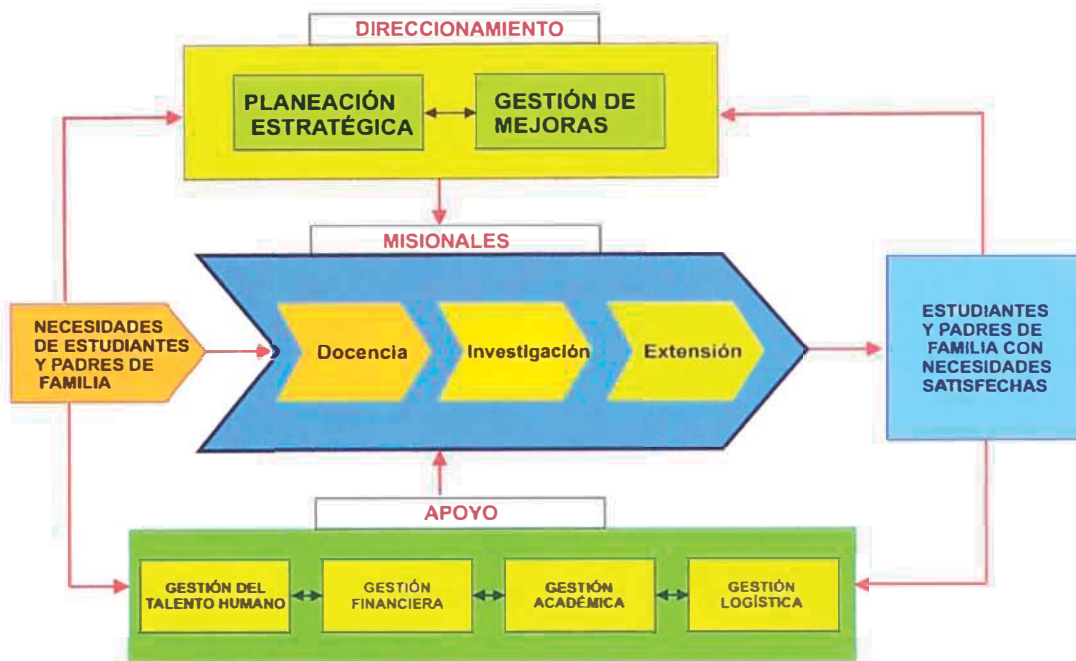 DIRECCIONAMIENTO
PLANEACIÓN
ESTRATÉGICA
GESTIÓN DE
MEJORAS
MISIONALES
NECESIDADES
DE ESTUDIANTES
Y PADRES DE
FAMILIA
Docencia
Investigación
Extensión
ESTUDIANTES
Y PADRES DE
FAMILIA CON
NECESIDADES
SATISFECHAS
APOYO
GESTIÓN DEL
TALENTO HUMANO
GESTIÓN
FINANCIERA
GESTIÓN
ACADÉMICA
GESTIÓN
LOGÍSTICA